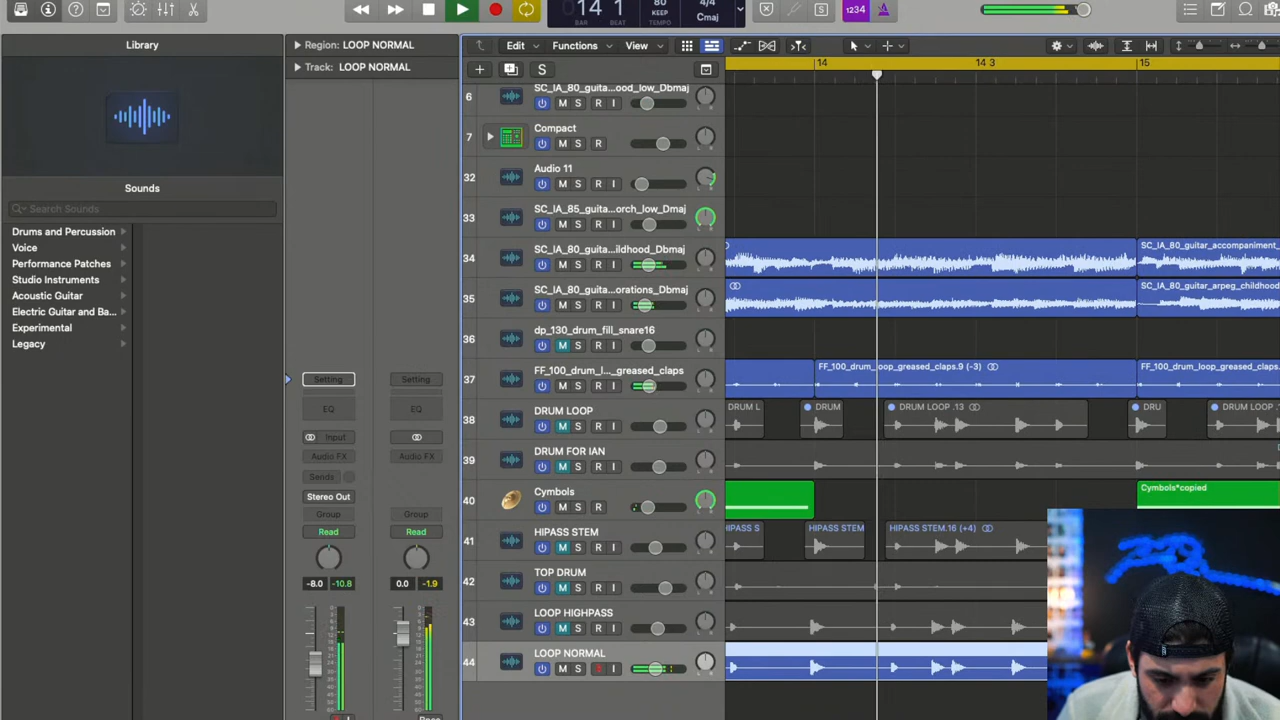 14 1
BAR BEAT
80
KEEP
TEMPO
4/4
Cmaj
1234
Library
Sounds
Search Sounds
Drums and Percussion
Voice
Performance Patches
Studio Instruments
Acoustic Guitar
Electric Guitar and Ba...
Experimental
Legacy
Region: LOOP NORMAL
Track: LOOP NORMAL
Setting Setting
EQ EQ
Input
Audio FX Audio FX
Sends
Stereo Out
Group Group
Read Read
-8.0 -10.8 0.0 -1.9
Edit Functions View
S
14 14 3 15
6 SC_IA_80_guita...ood_low_Dbmaj
M S R I
7 Compact
M S R
32 Audio 11
M S R I
33 SC_IA_85_guita...orch_low_Dmaj
M S R I
34 SC_IA_80_guita...ildhood_Dbmaj
M S R I
SC_IA_80_guitar_accompaniment_
35 SC_IA_80_guita...orations_Dbmaj
M S R I
SC_IA_80_guitar_arpeg_childhood
36 dp_130_drum_fill_snare16
M S R I
37 FF_100_drum_l..._greased_claps
M S R I
FF_100_drum_loop_greased_claps.9 (-3) FF_100_drum_loop_greased_claps.
38 DRUM LOOP
M S R I
DRUM L DRUM DRUM LOOP .13 DRU DRUM LOOP .
39 DRUM FOR IAN
M S R I
40 Cymbols
M S R
Cymbols*copied
41 HIPASS STEM
M S R I
HIPASS S HIPASS STEM HIPASS STEM.16 (+4)
42 TOP DRUM
M S R I
43 LOOP HIGHPASS
M S R I
44 LOOP NORMAL
M S R I